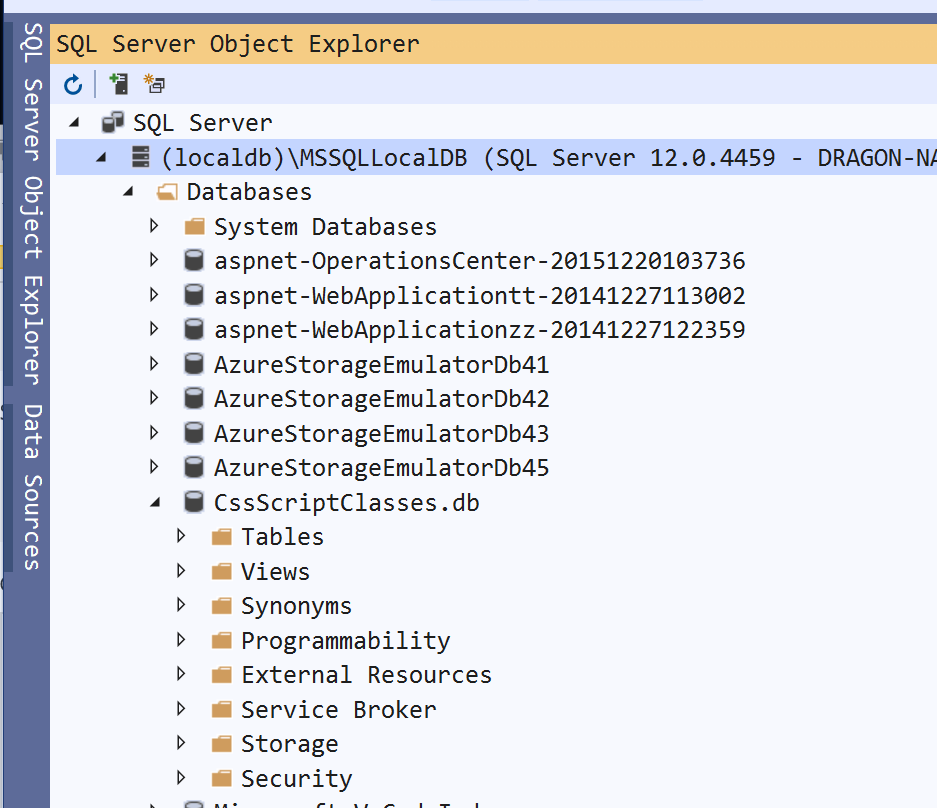 SQL Server Object Explorer
Data Sources
SQL Server Object Explorer
SQL Server
(localdb)\MSSQLLocalDB (SQL Server 12.0.4459 - DRAGON-
Databases
System Databases
aspnet-OperationsCenter-20151220103736
aspnet-WebApplicationtt-20141227113002
aspnet-WebApplicationzz-20141227122359
AzureStorageEmulatorDb41
AzureStorageEmulatorDb42
AzureStorageEmulatorDb43
AzureStorageEmulatorDb45
CssScriptClasses.db
Tables
Views
Synonyms
Programmability
External Resources
Service Broker
Storage
Security